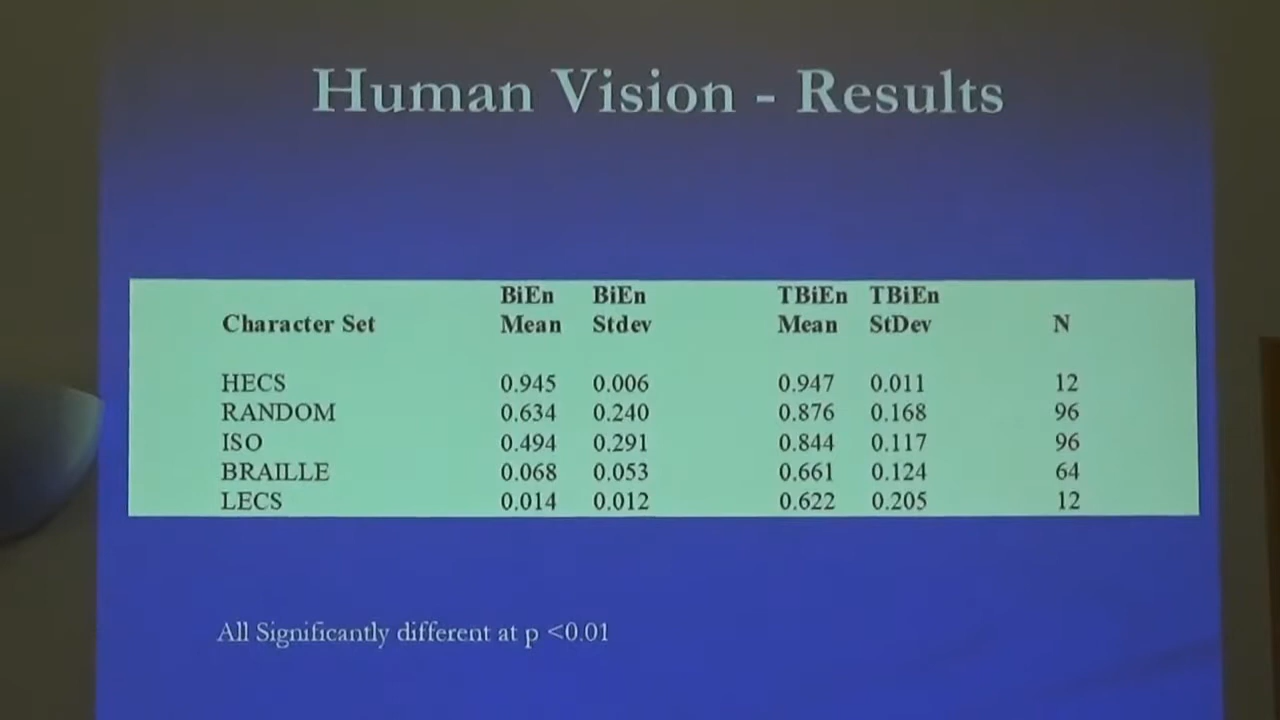 Human Vision - Results
BiEn BiEn TBiEn TBiEn
Character Set Mean Stdev Mean StDev N
HECS 0.945 0.006 0.947 0.011 12
RANDOM 0.634 0.240 0.876 0.168 96
ISO 0.494 0.291 0.844 0.117 96
BRAILLE 0.068 0.053 0.661 0.124 64
LECS 0.014 0.012 0.622 0.205 12
All Significantly different at p <0.01